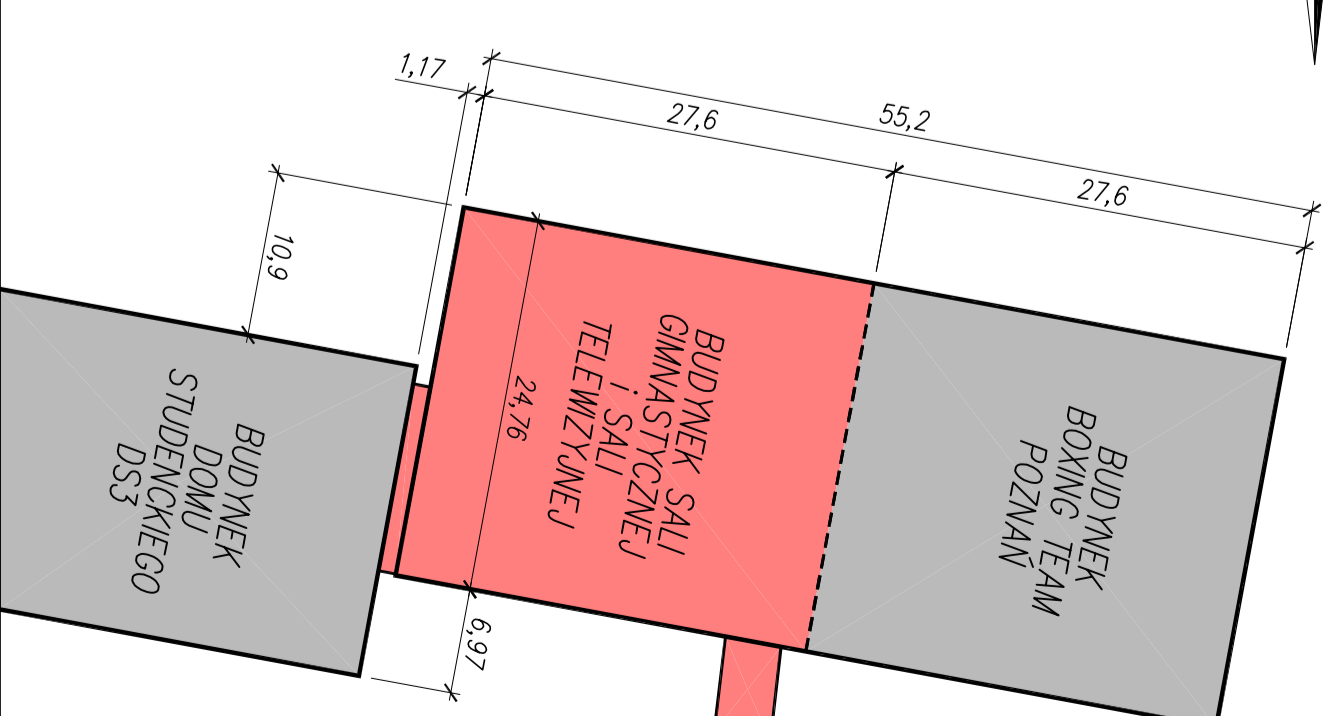 1,17
55,2
27,6
27,6
10,9
24,76
6,97
BUDYNEK
DOMU
STUDENCKIEGO
DS3
BUDYNEK SALI
GIMNASTYCZNEJ
i SALI
TELEWIZYJNEJ
BUDYNEK
BOXING TEAM
POZNAŃ